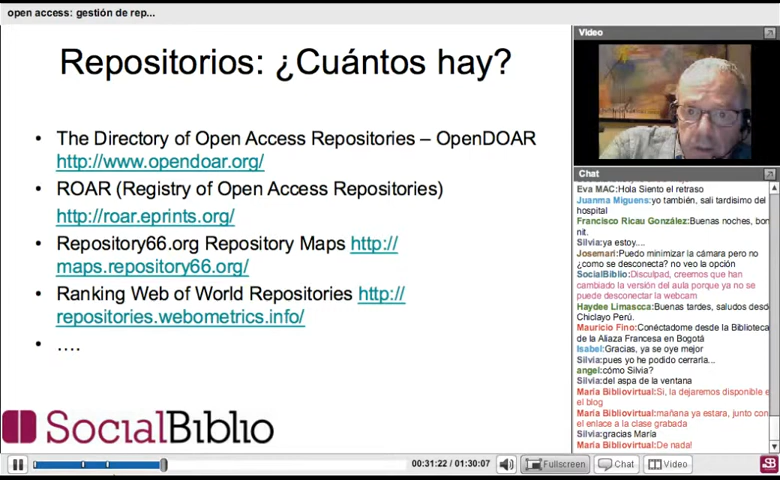 open access: gestión de rep...
Repositorios: ¿Cuántos hay?
• The Directory of Open Access Repositories – OpenDOAR
http://www.opendoar.org/
• ROAR (Registry of Open Access Repositories)
http://roar.eprints.org/
• Repository66.org Repository Maps http://
maps.repository66.org/
• Ranking Web of World Repositories http://
repositories.webometrics.info/
• ....
SocialBiblio
Video
Chat
Eva MAC:Hola Siento el retraso
Juanma Miguens:yo también, sali tardisimo del
hospital
Francisco Ricau González:Buenas noches, bon
nit.
Silvia:ya estoy....
Josemari:Puedo minimizar la cámara pero no
¿como se desconecta? no veo la opción
SocialBiblio:Disculpad, creemos que han
cambiado la versión del aula porque ya no
se puede desconectar la webcam
Haydee Limascca:Buenas tardes, saludos desde
Chiclayo Perú.
Mauricio Fino:Conéctadome desde la Biblioteca
de la Aliaza Francesa en Bogotá
Isabel:Gracias, ya se oye mejor
Silvia:pues yo he podido cerrarla...
angel:cómo Silvia?
Silvia:del aspa de la ventana
María Bibliovirtual:Si, la dejaremos disponible e
el blog
María Bibliovirtual:mañana ya estara, junto con
el enlace a la clase grabada
Silvia:gracias María
María Bibliovirtual:De nada!
00:31:22 / 01:30:07
Fullscreen
Chat
Video
SB